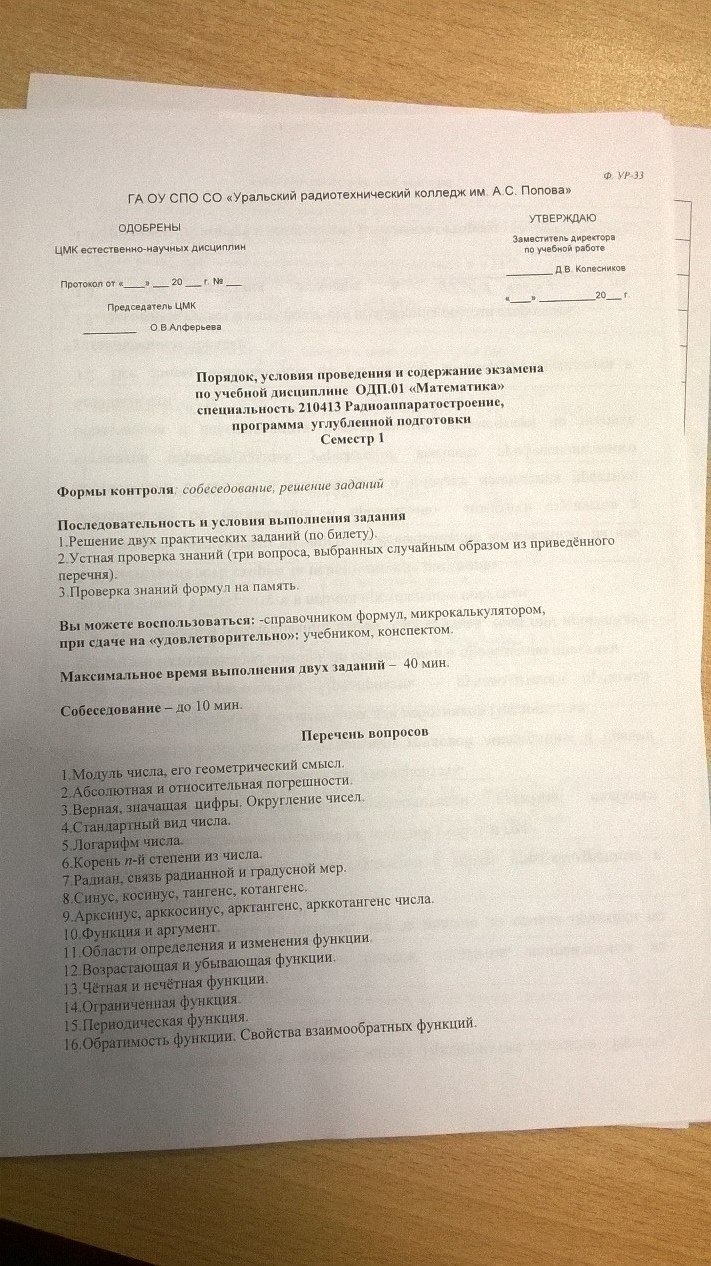 Ф. УР-33
ГА ОУ СПО СО «Уральский радиотехнический колледж им. А.С. Попова»
ОДОБРЕНЫ
ЦМК естественно-научных дисциплин
Протокол от «____» ___ 20 ___ г. № ___
Председатель ЦМК
__________ О.В.Алферьева
УТВЕРЖДАЮ
Заместитель директора
по учебной работе
_________ Д.В. Колесников
«____» ___________20___ г
Порядок, условия проведения и содержание экзамена
по учебной дисциплине ОДП.01 «Математика»
специальность 210413 Радиоаппаратостроение,
программа углубленной подготовки
Семестр 1
Формы контроля: собеседование, решение заданий
Последовательность и условия выполнения задания
1.Решение двух практических заданий (по билету).
2.Устная проверка знаний (три вопроса, выбранных случайным образом из приведённого
перечня).
3.Проверка знаний формул на память.
Вы можете воспользоваться: -справочником формул, микрокалькулятором,
при сдаче на «удовлетворительно»: учебником, конспектом.
Максимальное время выполнения двух заданий – 40 мин.
Собеседование – до 10 мин.
Перечень вопросов
1.Модуль числа, его геометрический смысл.
2.Абсолютная и относительная погрешности.
3.Верная, значащая цифры. Округление чисел.
4.Стандартный вид числа.
5.Логарифм числа.
6.Корень n-й степени из числа.
7.Радиан, связь радианной и градусной мер.
8.Синус, косинус, тангенс, котангенс.
9.Арксинус, арккосинус, арктангенс, арккотангенс числа.
10.Функция и аргумент.
11.Области определения и изменения функции.
12.Возрастающая и убывающая функции.
13.Чётная и нечётная функции.
14.Ограниченная функция.
15.Периодическая функция.
16.Обратимость функции. Свойства взаимообратных функций.